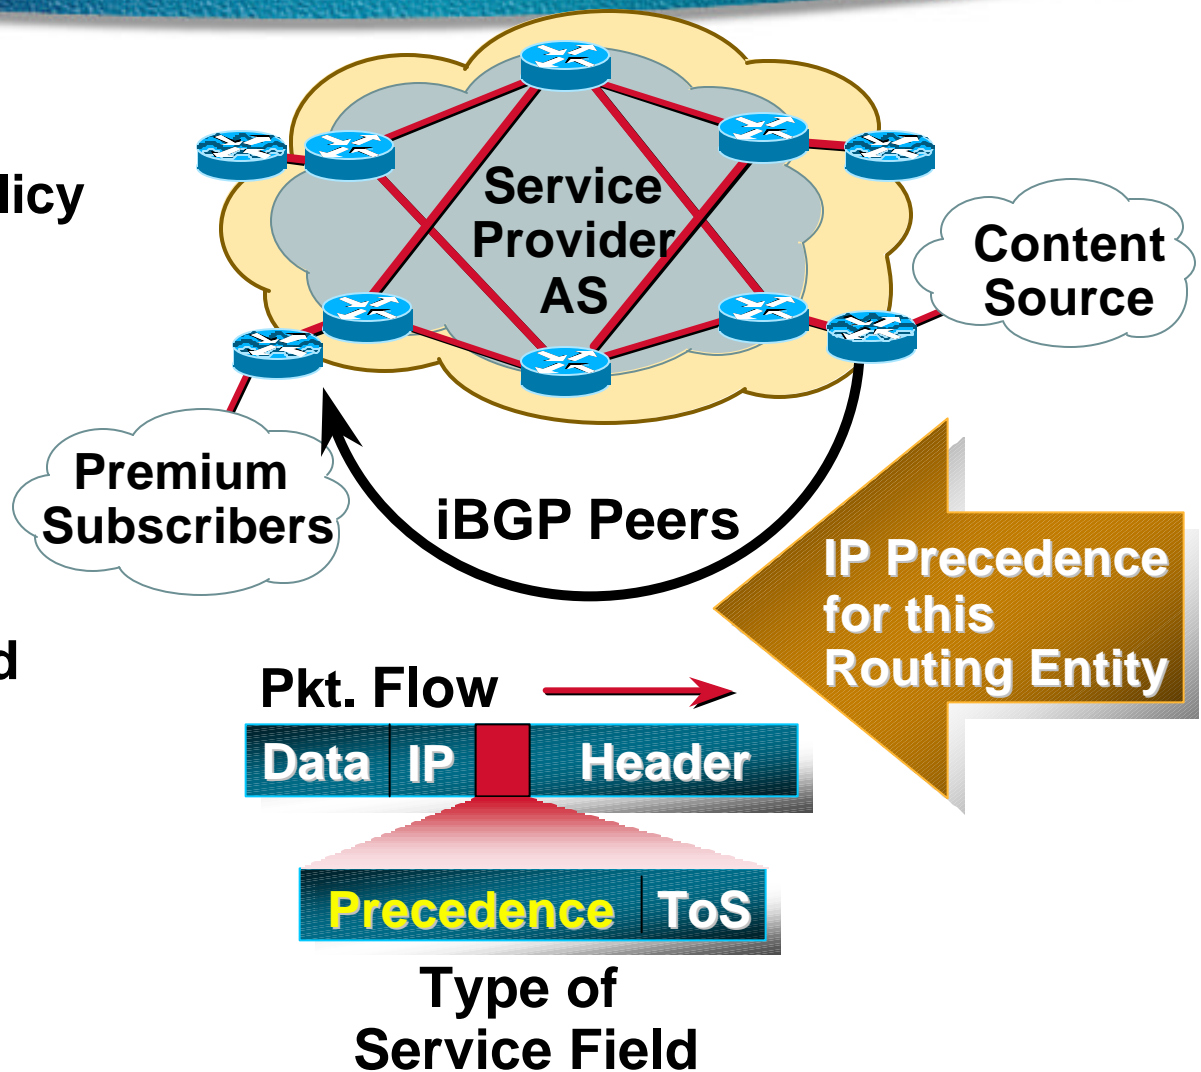 licy
Service
Provider
AS
Content
Source
Premium
Subscribers
iBGP Peers
IP Precedence
for this
Routing Entity
d
Pkt. Flow
Data IP Header
Precedence ToS
Type of
Service Field